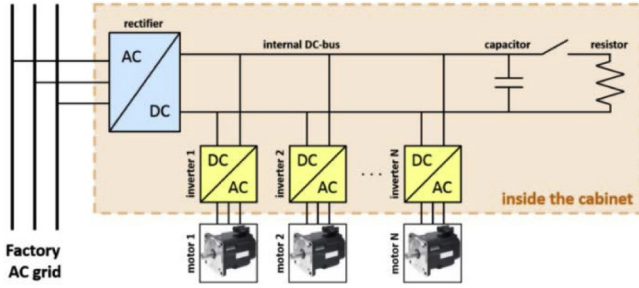 rectifier
internal DC-bus
capacitor
resistor
AC
DC
inverter 1
DC
AC
inverter 2
DC
AC
. . .
inverter N
DC
AC
inside the cabinet
motor 1
motor 2
motor N
Factory
AC grid